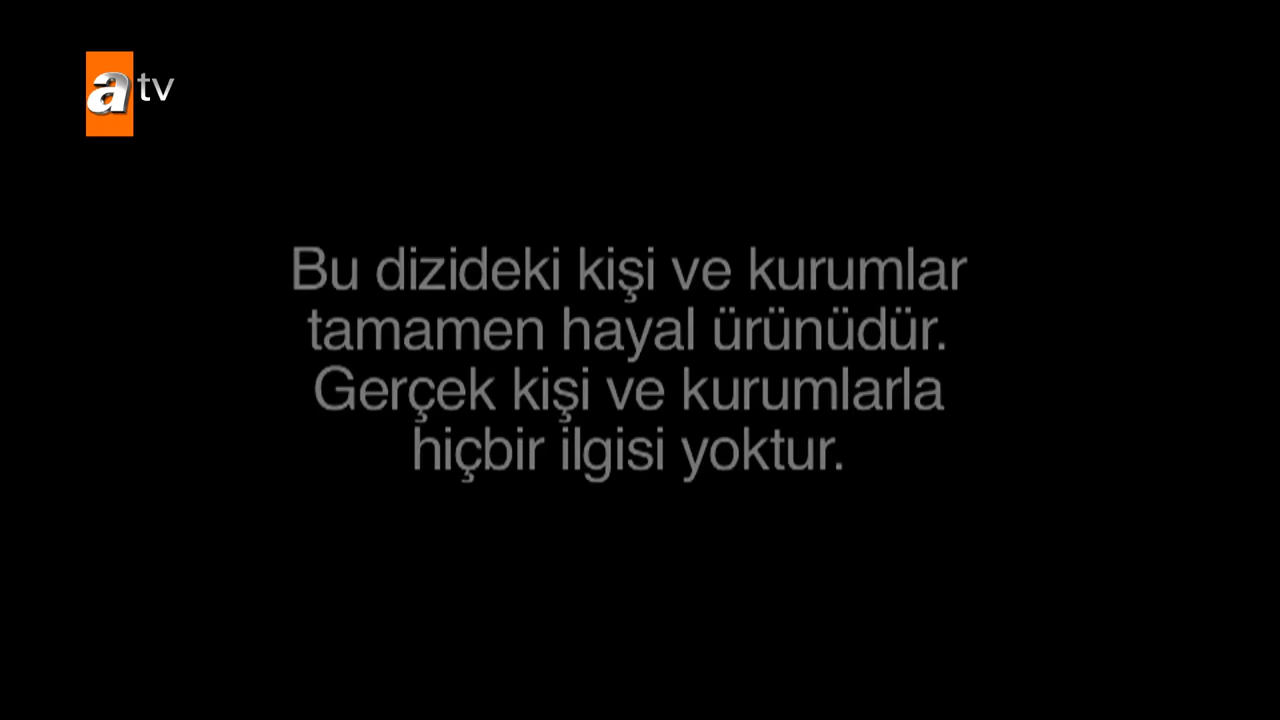 atv
Bu dizideki kişi ve kurumlar
tamamen hayal ürünüdür.
Gerçek kişi ve kurumlarla
hiçbir ilgisi yoktur.